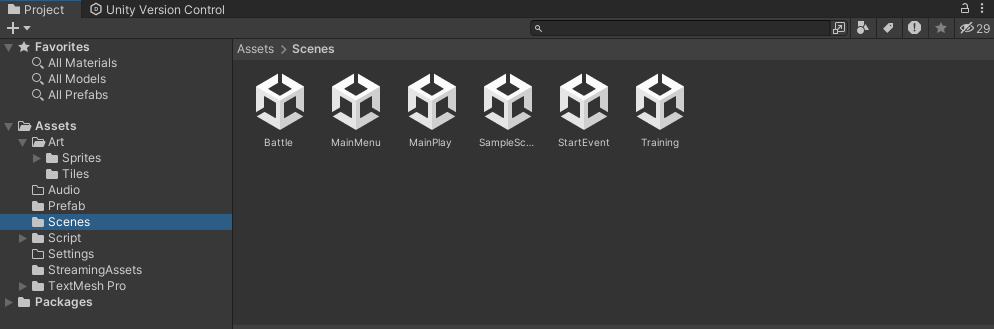 Project
Unity Version Control
29
Favorites
All Materials
All Models
All Prefabs
Assets
Art
Sprites
Tiles
Audio
Prefab
Scenes
Script
Settings
StreamingAssets
TextMesh Pro
Packages
Assets > Scenes
Battle
MainMenu
MainPlay
SampleSc...
StartEvent
Training